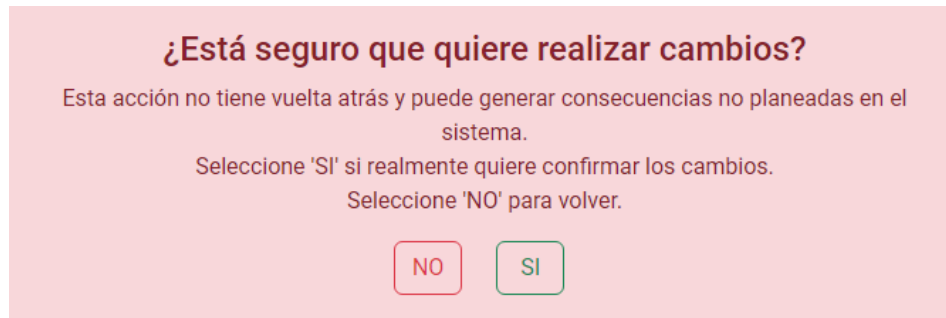 ¿Está seguro que quiere realizar cambios?
Esta acción no tiene vuelta atrás y puede generar consecuencias no planeadas en el
sistema.
Seleccione 'SI' si realmente quiere confirmar los cambios.
Seleccione 'NO' para volver.
NO SI